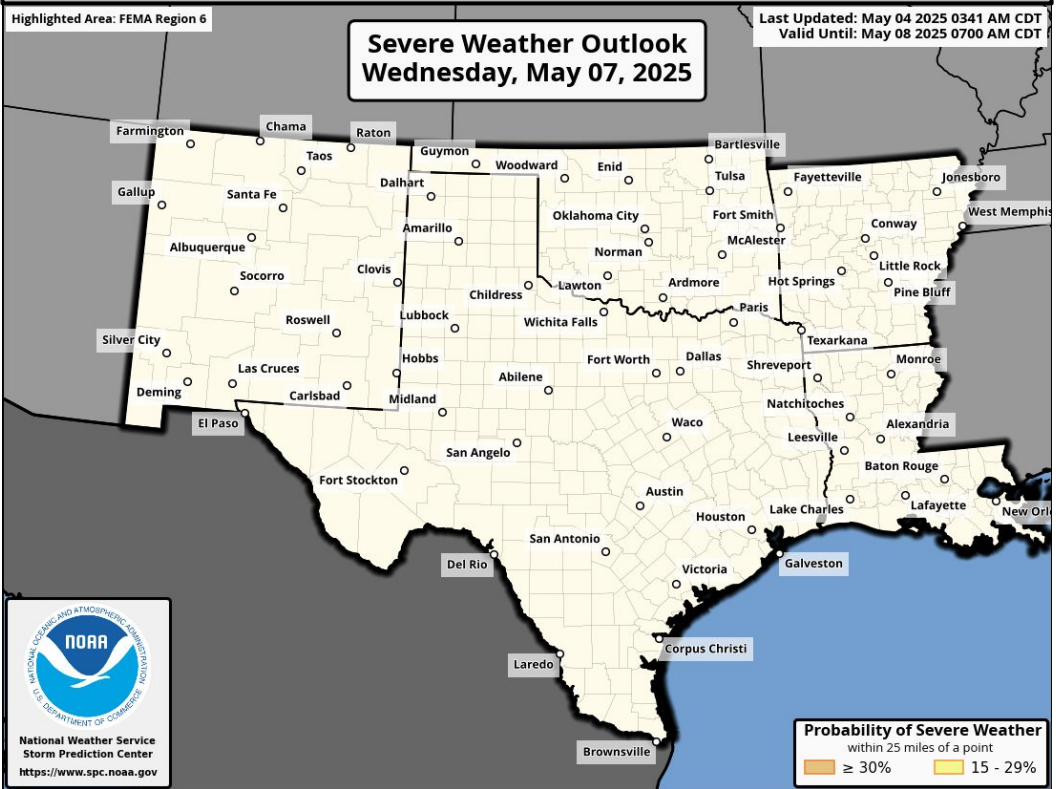 Highlighted Area: FEMA Region 6
Severe Weather Outlook
Wednesday, May 07, 2025
Last Updated: May 04 2025 0341 AM CDT
Valid Until: May 08 2025 0700 AM CDT
Farmington
Chama
Raton
Taos
Guymon
Woodward
Enid
Bartlesville
Tulsa
Fayetteville
Jonesboro
Gallup
Santa Fe
Dalhart
Amarillo
Oklahoma City
Fort Smith
West Memphis
Albuquerque
Norman
McAlester
Conway
Socorro
Clovis
Childress
Lawton
Ardmore
Hot Springs
Little Rock
Pine Bluff
Roswell
Lubbock
Wichita Falls
Paris
Texarkana
Silver City
Hobbs
Fort Worth
Dallas
Shreveport
Monroe
Deming
Las Cruces
Carlsbad
Midland
Abilene
Natchitoches
El Paso
Waco
Leesville
Alexandria
San Angelo
Fort Stockton
Baton Rouge
Austin
Houston
Lake Charles
Lafayette
New Orl
San Antonio
Del Rio
Victoria
Galveston
Laredo
Corpus Christi
Brownsville
NATIONAL OCEANIC AND ATMOSPHERIC ADMINISTRATION
NOAA
U.S. DEPARTMENT OF COMMERCE
National Weather Service
Storm Prediction Center
https://www.spc.noaa.gov
Probability of Severe Weather
within 25 miles of a point
≥ 30%
15 - 29%